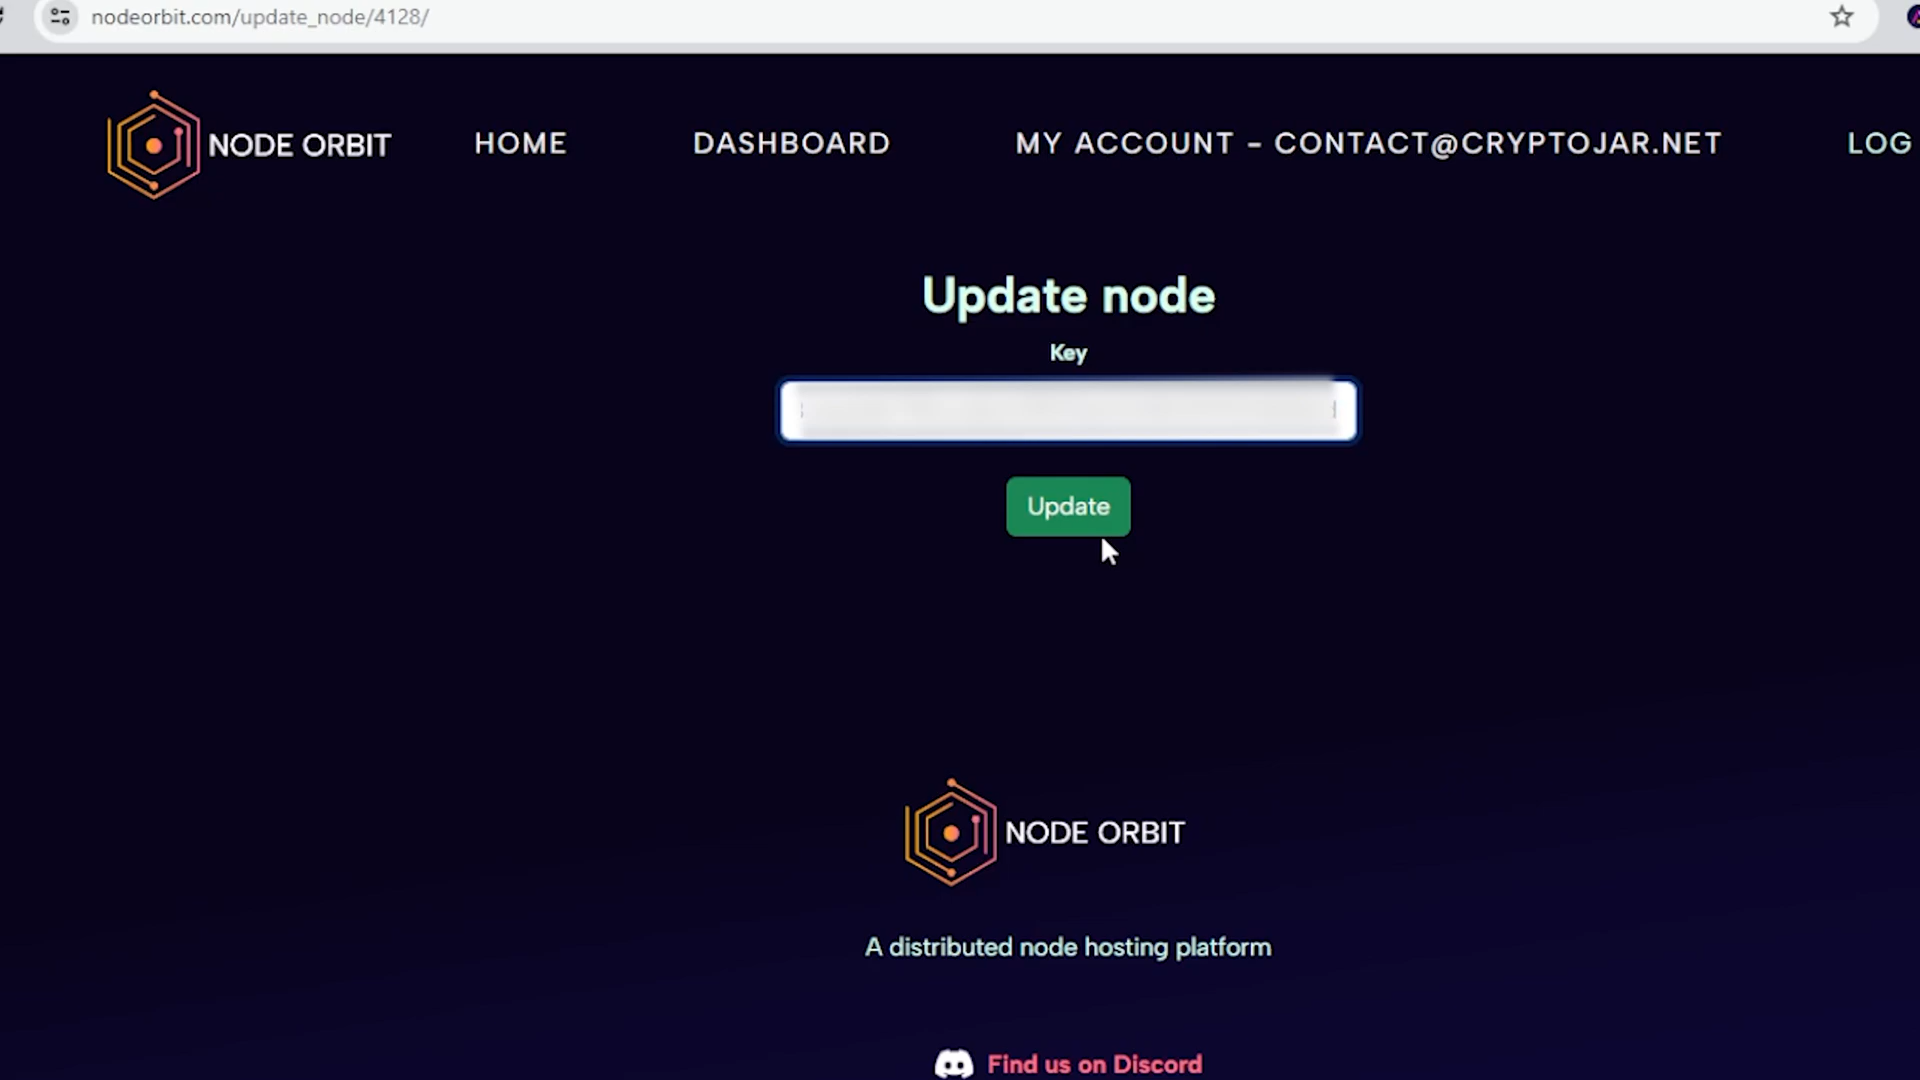 nodeorbit.com/update_node/4128/
NODE ORBIT HOME DASHBOARD MY ACCOUNT - CONTACT@CRYPTOJAR.NET LOG
Update node
Key
Update
NODE ORBIT
A distributed node hosting platform
Find us on Discord